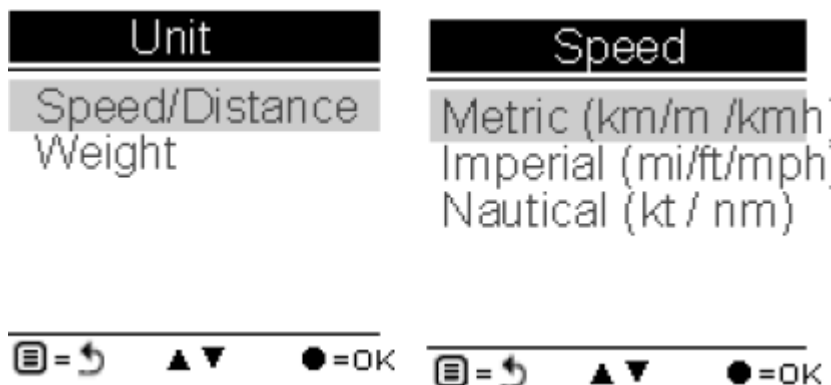 Unit
Speed/Distance
Weight
=
=OK
Speed
Metric (km/m /kmh)
Imperial (mi/ft/mph)
Nautical (kt / nm)
=
=OK